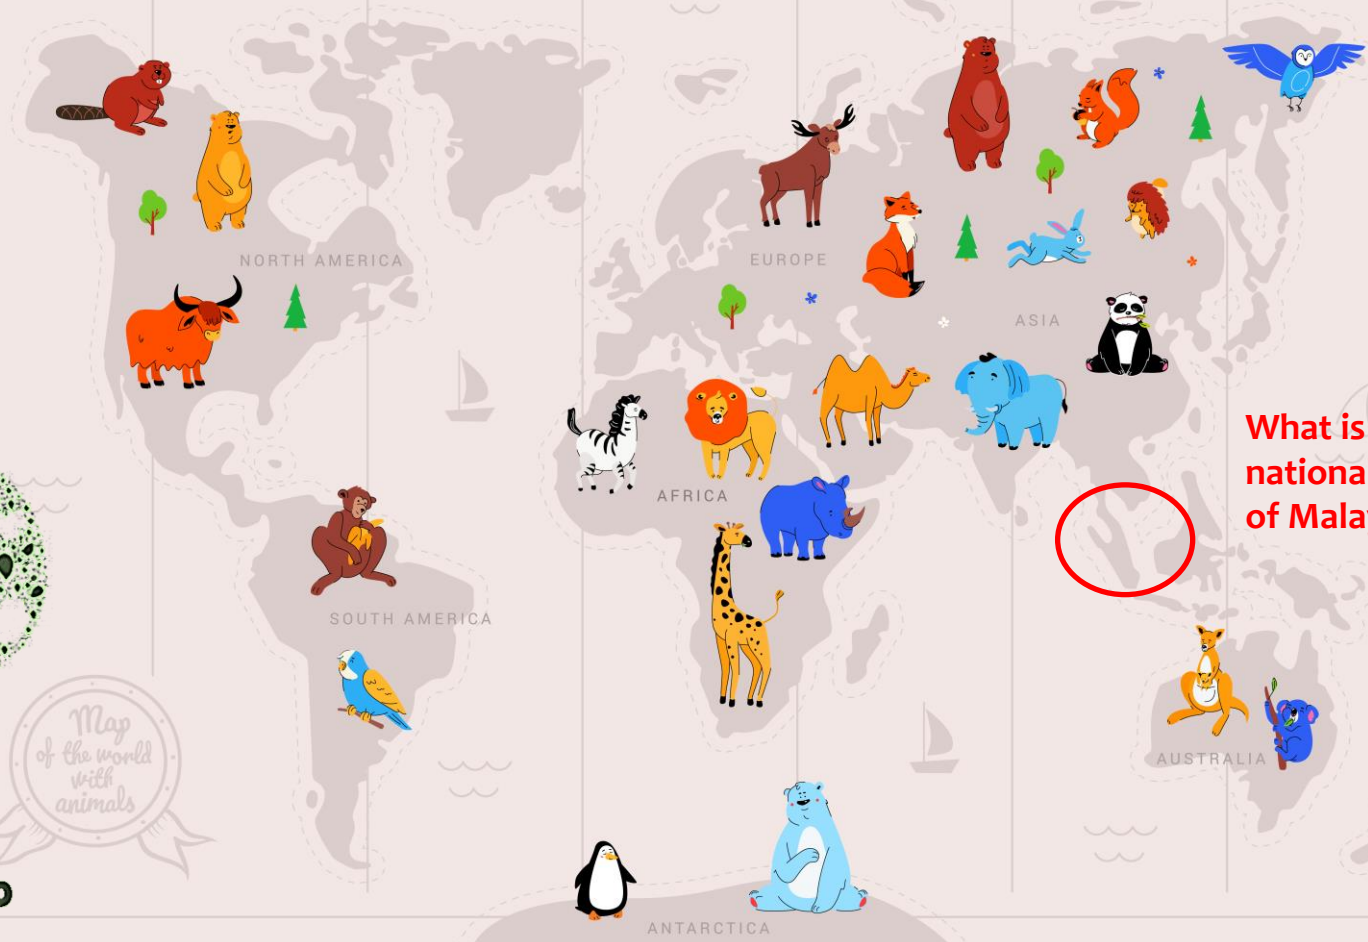 NORTH AMERICA
EUROPE
ASIA
What is
nationa
of Mala
AFRICA
SOUTH AMERICA
Map
of the world
with
animals
AUSTRALIA
ANTARCTICA